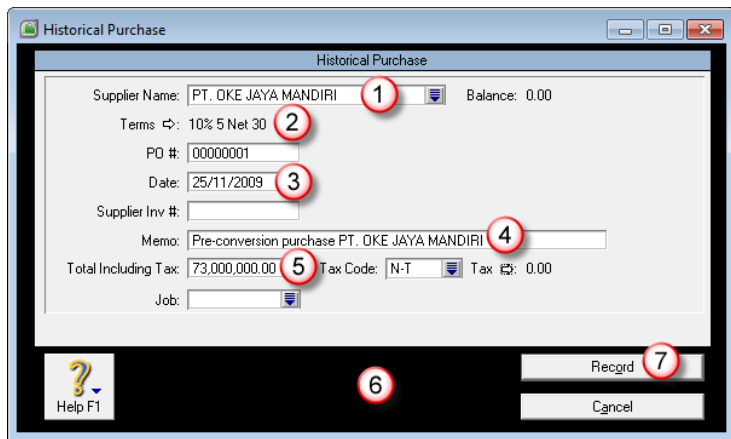 Historical Purchase
Historical Purchase
Supplier Name: PT. OKE JAYA MANDIRI 1 Balance: 0.00
Terms ⇨: 10% 5 Net 30 2
PO #: 00000001
Date: 25/11/2009 3
Supplier Inv #:
Memo: Pre-conversion purchase PT. OKE JAYA MANDIRI 4
Total Including Tax: 73,000,000.00 5 Tax Code: N-T Tax ⇨: 0.00
Job:
6
Record 7
Help F1
Cancel